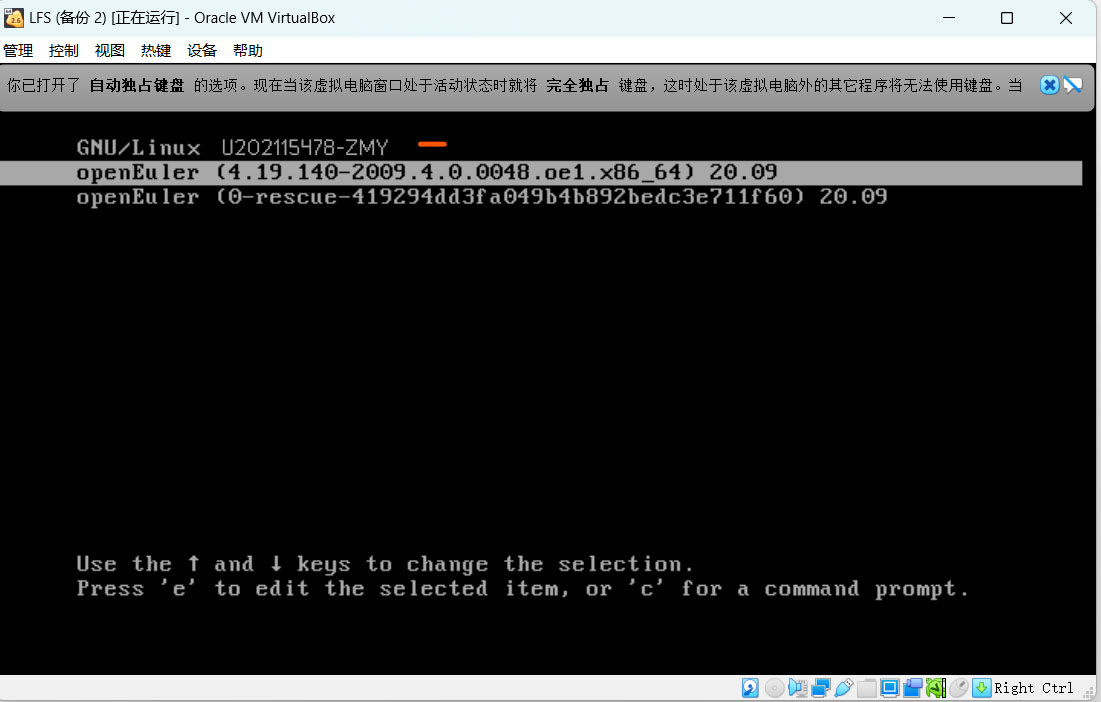 LFS (备份 2) [正在运行] - Oracle VM VirtualBox
管理 控制 视图 热键 设备 帮助
你已打开了 自动独占键盘 的选项。现在当该虚拟电脑窗口处于活动状态时就将 完全独占 键盘，这时处于该虚拟电脑外的其它程序将无法使用键盘。当
GNU/Linux U202115478-ZMY
openEuler (4.19.140-2009.4.0.0048.oe1.x86_64) 20.09
openEuler (0-rescue-419294dd3fa049b4b892bedc3e711f60) 20.09
Use the ↑ and ↓ keys to change the selection.
Press 'e' to edit the selected item, or 'c' for a command prompt.
Right Ctrl